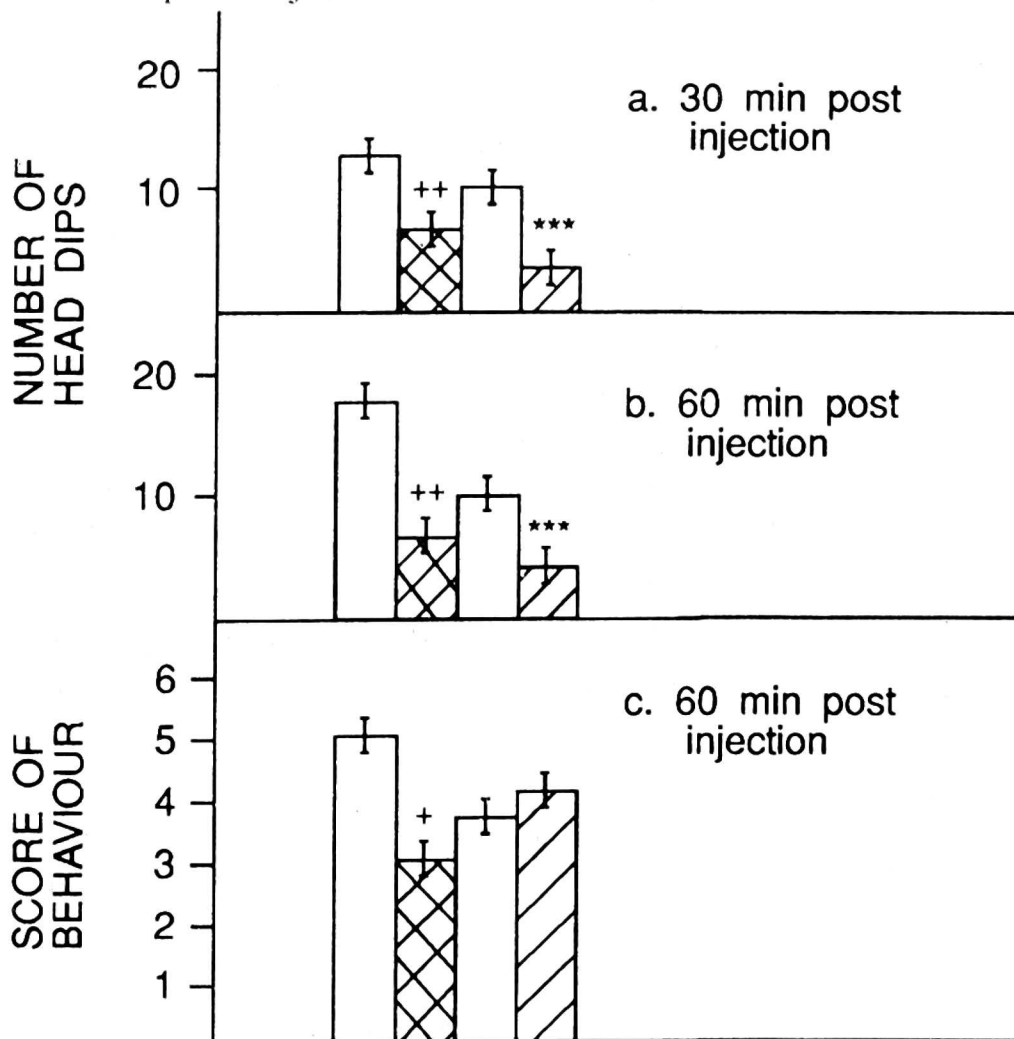 NUMBER OF
HEAD DIPS
20
10
a. 30 min post
injection
++
***
20
10
b. 60 min post
injection
++
***
SCORE OF
BEHAVIOUR
6
5
4
3
2
1
c. 60 min post
injection
+